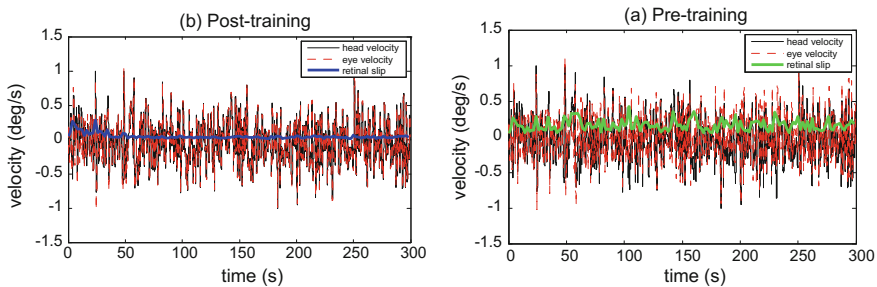 (b) Post-training
1.5
1
0.5
0
-0.5
-1
-1.5
velocity (deg/s)
head velocity
eye velocity
retinal slip
0 50 100 150 200 250 300
time (s)
(a) Pre-training
1.5
1
0.5
0
-0.5
-1
-1.5
velocity (deg/s)
head velocity
eye velocity
retinal slip
0 50 100 150 200 250 300
time (s)